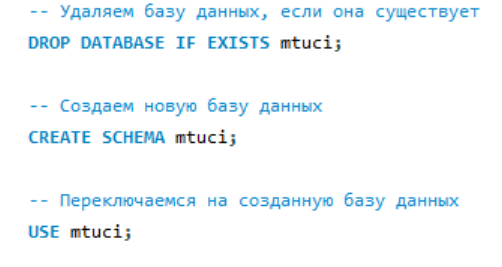 -- Удаляем базу данных, если она существует
DROP DATABASE IF EXISTS mtuci;
-- Создаем новую базу данных
CREATE SCHEMA mtuci;
-- Переключаемся на созданную базу данных
USE mtuci;